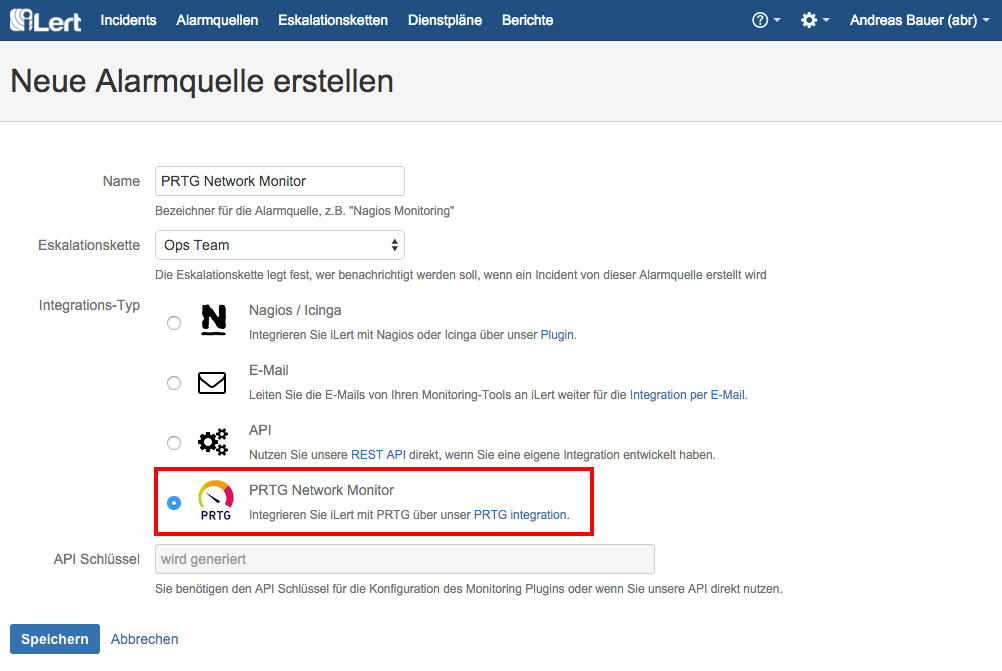 iLert Incidents Alarmquellen Eskalationsketten Dienstpläne Berichte Andreas Bauer (abr)
Neue Alarmquelle erstellen
Name PRTG Network Monitor
Bezeichner für die Alarmquelle, z.B. "Nagios Monitoring"
Eskalationskette Ops Team
Die Eskalationskette legt fest, wer benachrichtigt werden soll, wenn ein Incident von dieser Alarmquelle erstellt wird
Integrations-Typ
N Nagios / Icinga
Integrieren Sie iLert mit Nagios oder Icinga über unser Plugin.
E-Mail
Leiten Sie die E-Mails von Ihren Monitoring-Tools an iLert weiter für die Integration per E-Mail.
API
Nutzen Sie unsere REST API direkt, wenn Sie eine eigene Integration entwickelt haben.
PRTG Network Monitor
PRTG Integrieren Sie iLert mit PRTG über unser PRTG integration.
API Schlüssel wird generiert
Sie benötigen den API Schlüssel für die Konfiguration des Monitoring Plugins oder wenn Sie unsere API direkt nutzen.
Speichern Abbrechen